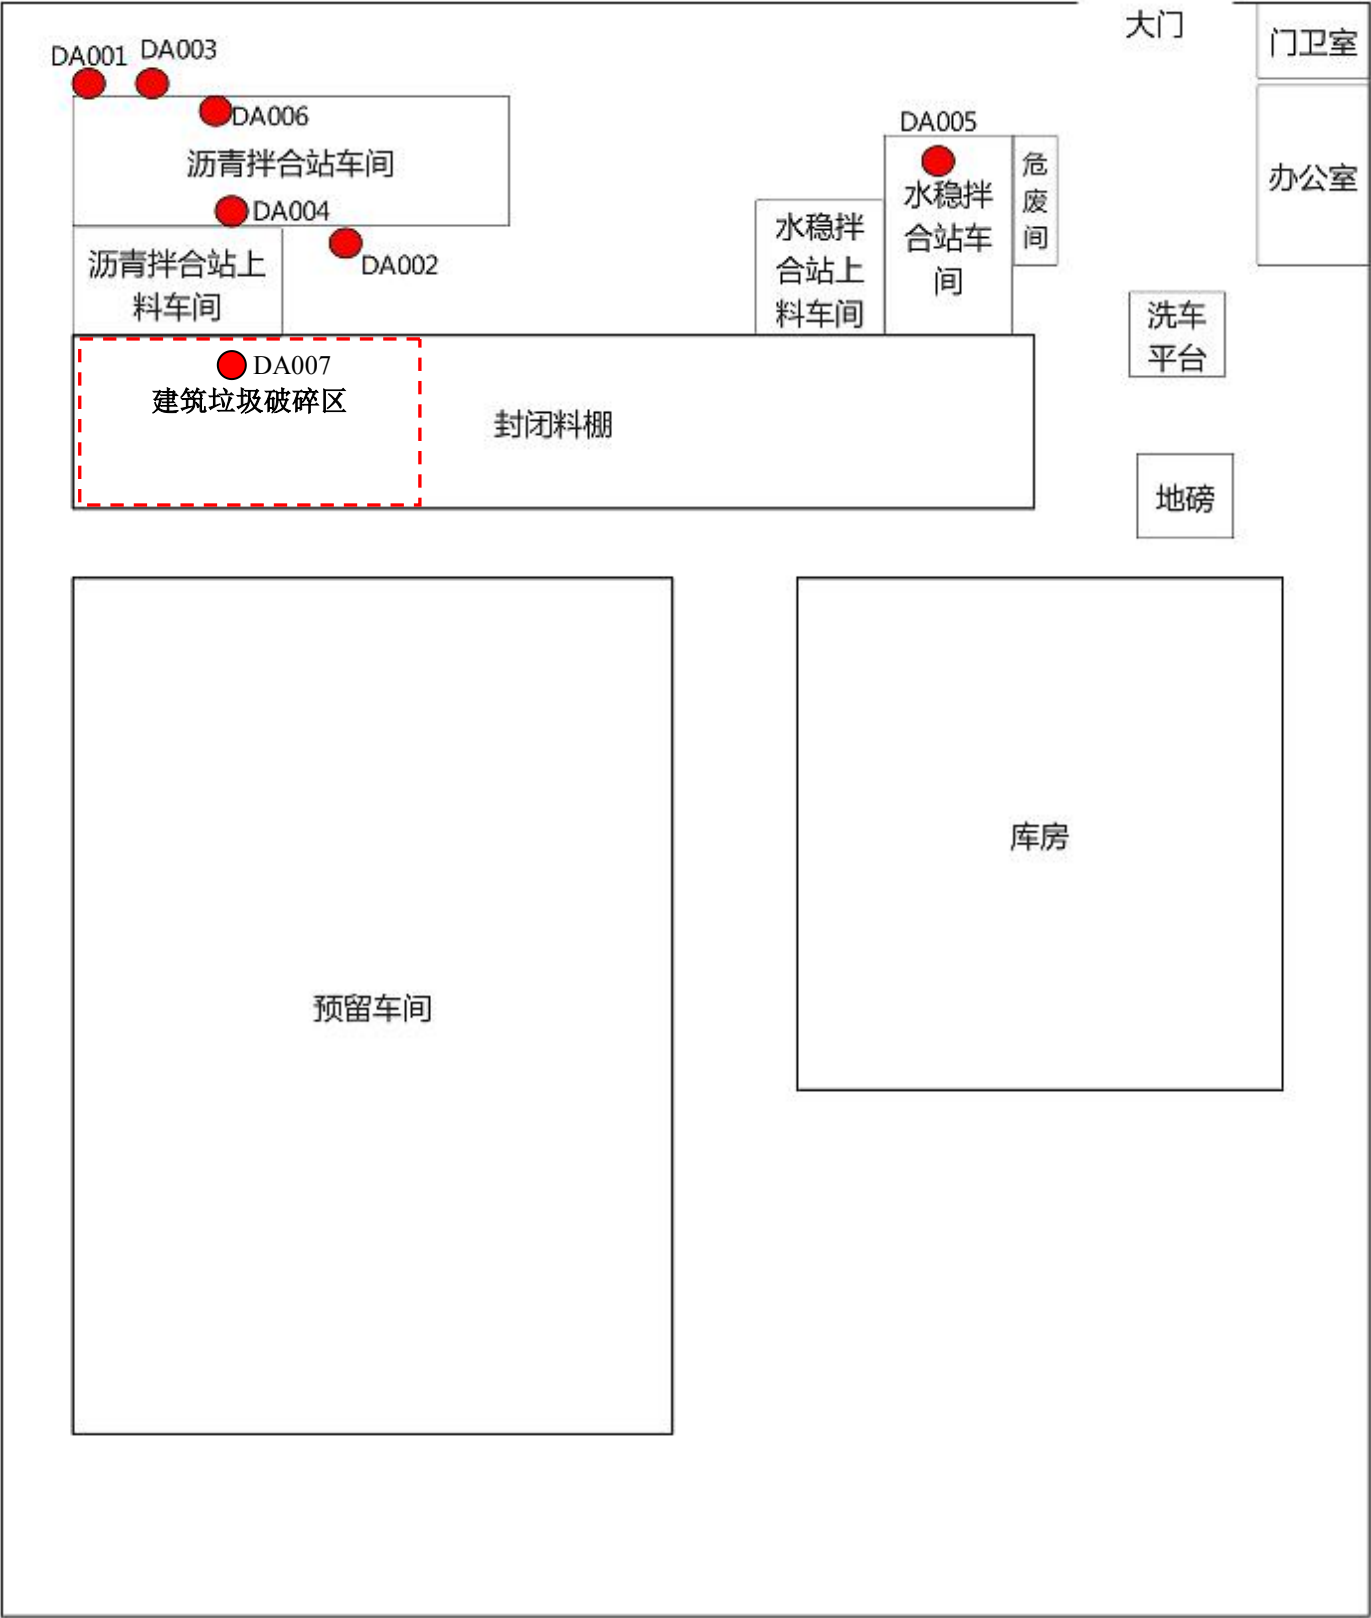 大门
门卫室
DA001
DA003
DA006
沥青拌合站车间
DA004
DA002
沥青拌合站上
料车间
DA005
水稳拌
合站车
间
危
废
间
办公室
水稳拌
合站上
料车间
洗车
平台
DA007
建筑垃圾破碎区
封闭料棚
地磅
预留车间
库房